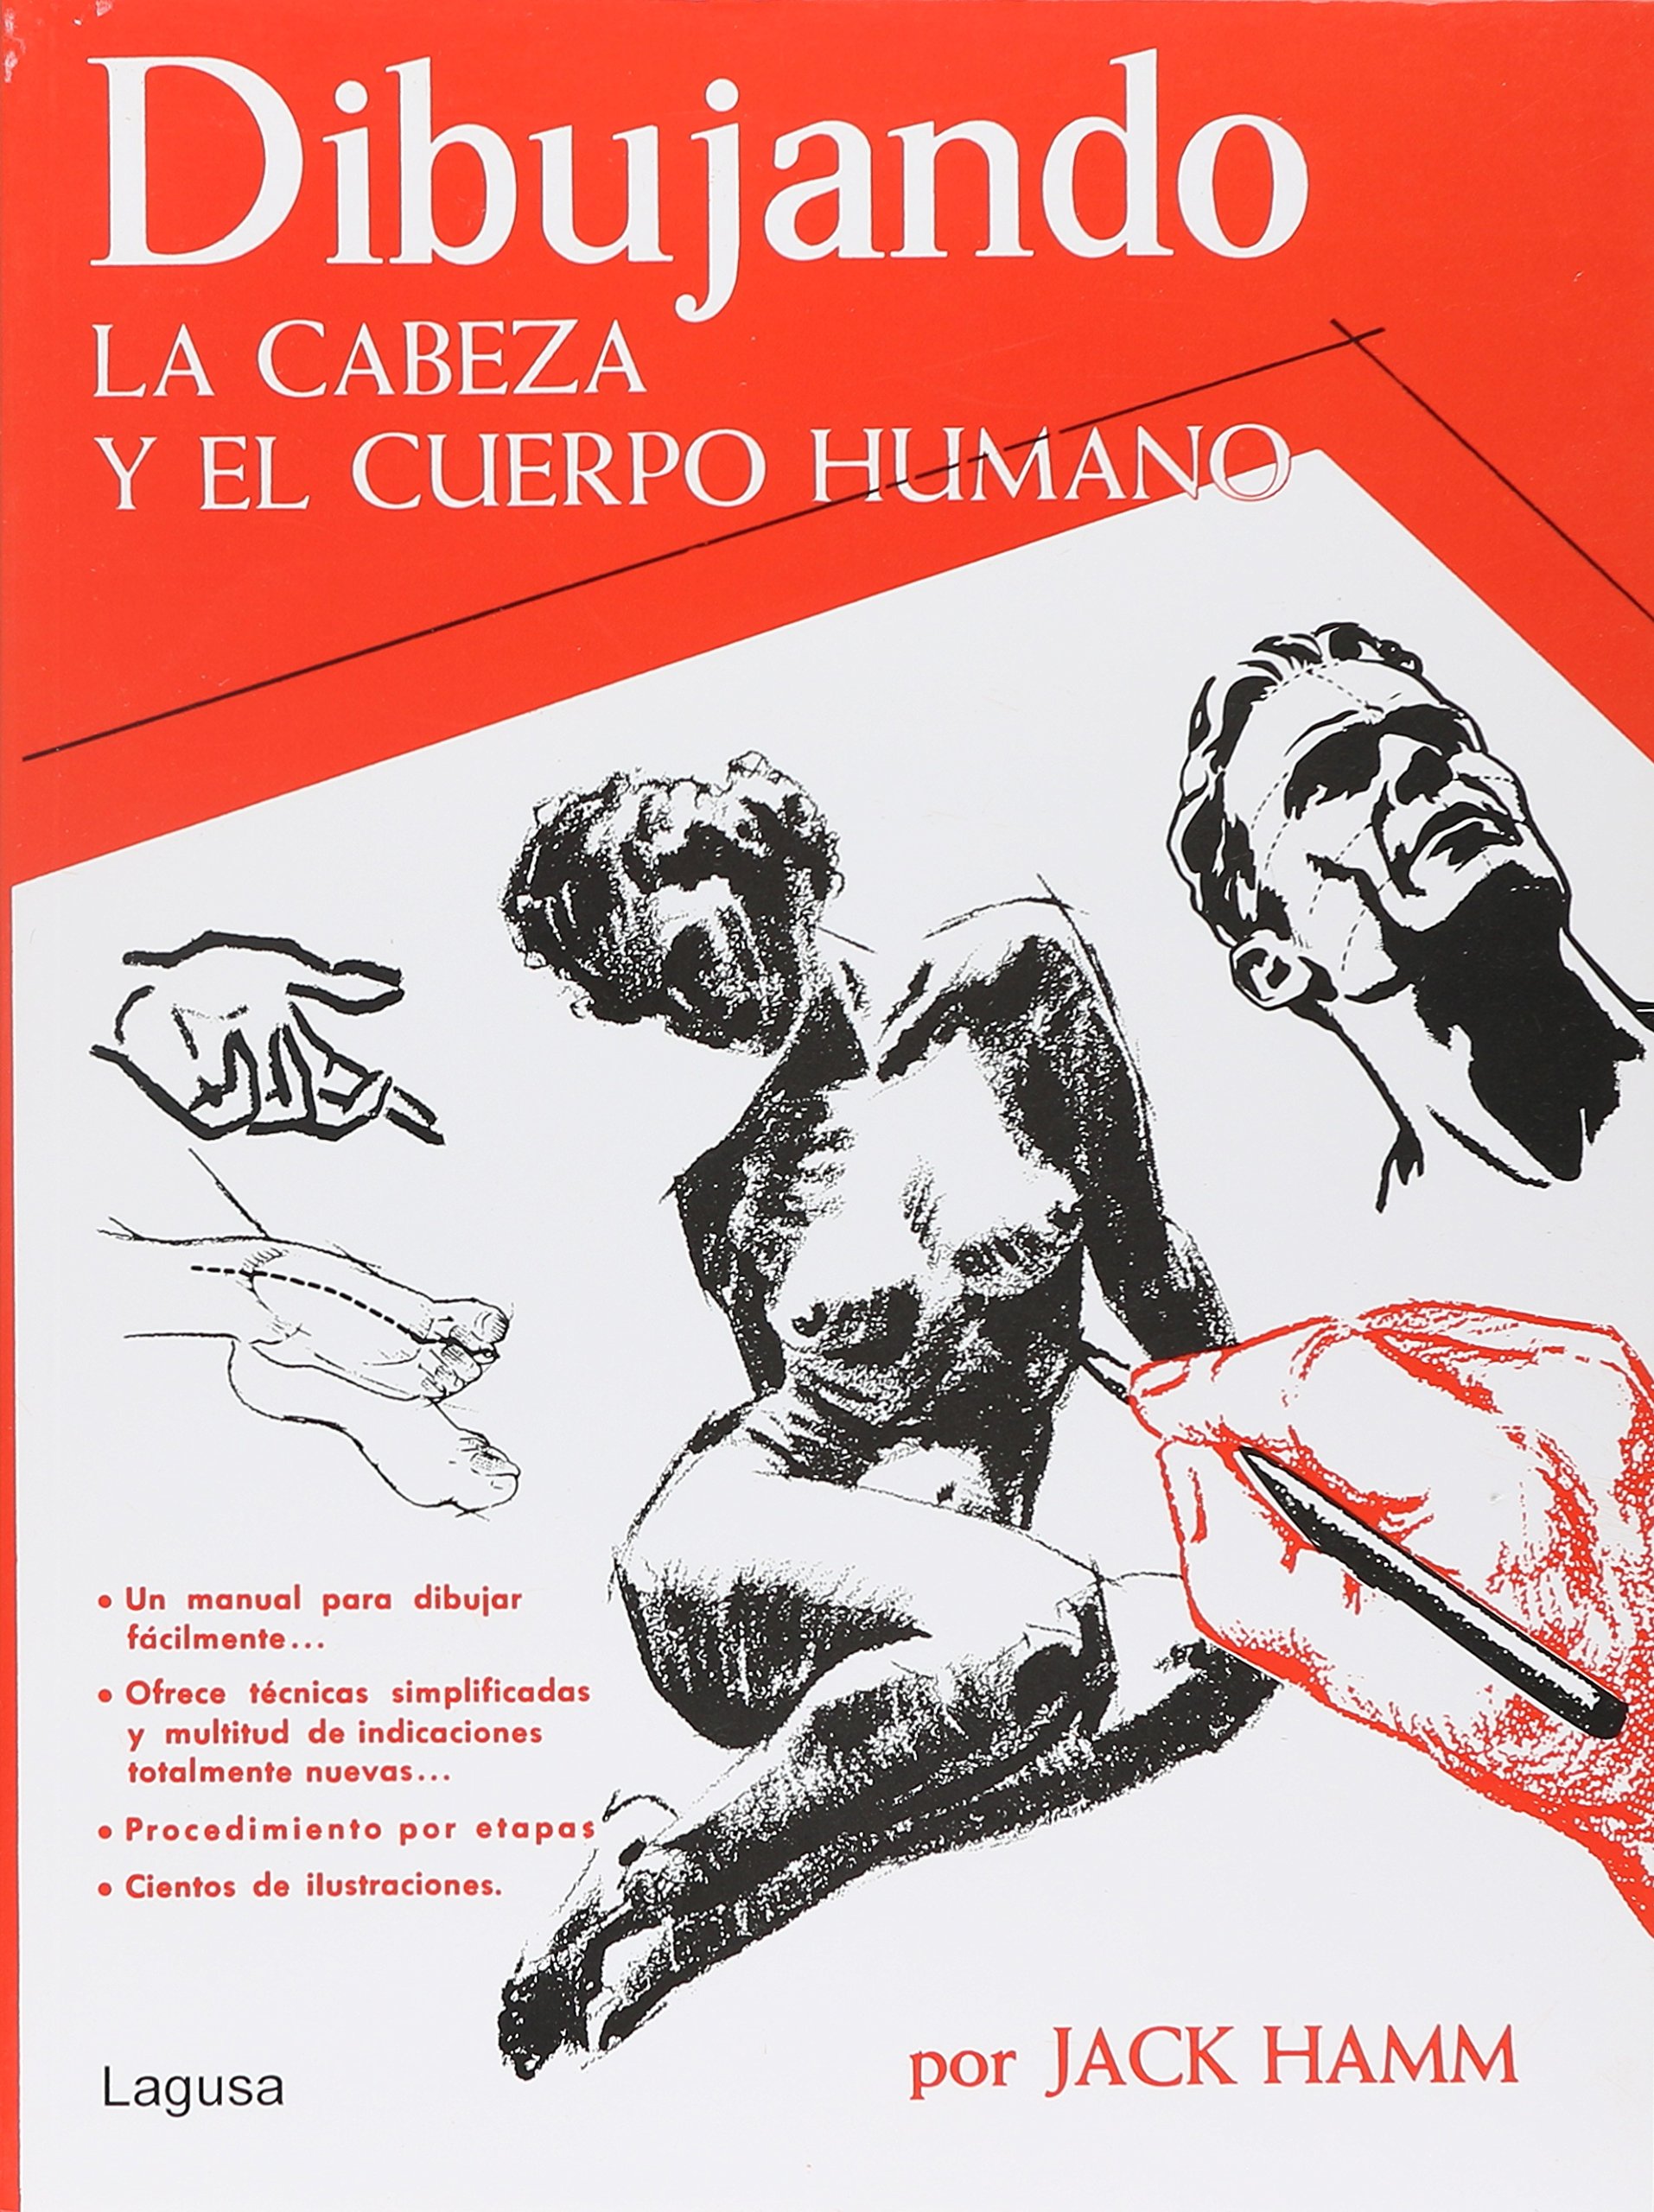 Dibujando
LA CABEZA
Y EL CUERPO HUMANO
• Un manual para dibujar
fácilmente...
• Ofrece técnicas simplificadas
y multitud de indicaciones
totalmente nuevas...
• Procedimiento por etapas
• Cientos de ilustraciones.
por JACK HAMM
Lagusa